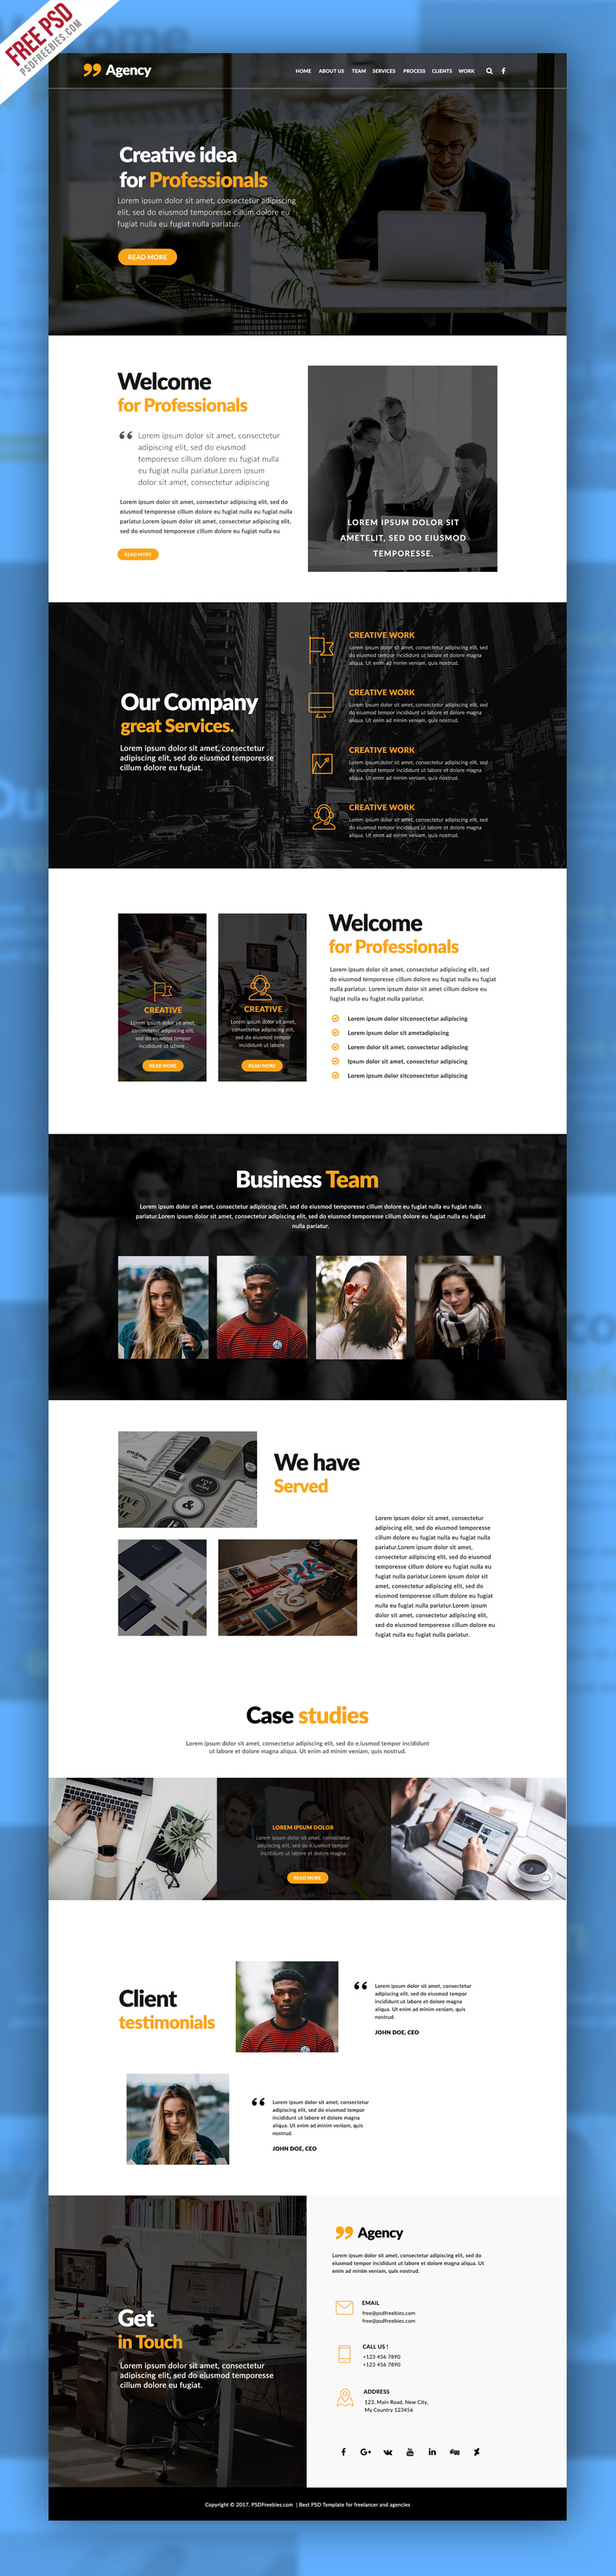 FREE PSD
PSDFREEBIES.COM
Agency
HOME ABOUT US TEAM SERVICES PROCESS CLIENTS WORK
Creative idea
for Professionals
Lorem ipsum dolor sit amet, consectetur adipiscing
elit, sed do eiusmod temporesse cillum dolore eu
fugiat nulla eu fugiat nulla pariatur.
READ MORE
Welcome
for Professionals
Lorem ipsum dolor sit amet, consectetur
adipiscing elit, sed do eiusmod
temporesse cillum dolore eu fugiat nulla
eu fugiat nulla pariatur.Lorem ipsum
dolor sit amet, consectetur adipiscing
Lorem ipsum dolor sit amet, consectetur adipiscing elit, sed do
eiusmod temporesse cillum dolore eu fugiat nulla eu fugiat nulla
pariatur.Lorem ipsum dolor sit amet, consectetur adipiscing elit,
sed do eiusmod temporesse cillum dolore eu fugiat nulla eu
READ MORE
LOREM IPSUM DOLOR SIT
AMETELIT, SED DO EIUSMOD
TEMPORESSE.
Our Company
great Services.
Lorem ipsum dolor sit amet, consectetur
adipiscing elit, sed do eiusmod temporesse
cillum dolore eu fugiat.
CREATIVE WORK
Lorem ipsum dolor sit amet, consectetur adipiscing elit, sed
do eiusmod tempor incididunt ut labore et dolore magna
aliqua. Ut enim ad minim veniam, quis nostrud.
CREATIVE WORK
Lorem ipsum dolor sit amet, consectetur adipiscing elit, sed
do eiusmod tempor incididunt ut labore et dolore magna
aliqua. Ut enim ad minim veniam, quis nostrud.
CREATIVE WORK
Lorem ipsum dolor sit amet, consectetur adipiscing elit, sed
do eiusmod tempor incididunt ut labore et dolore magna
aliqua. Ut enim ad minim veniam, quis nostrud.
CREATIVE WORK
Lorem ipsum dolor sit amet, consectetur adipiscing elit, sed
do eiusmod tempor incididunt ut labore et dolore magna
aliqua. Ut enim ad minim veniam, quis nostrud.
CREATIVE
Lorem ipsum dolor sit amet,
consectetur adipiscing elit,
sed do eiusmod tempor
incididunt ut labore
READ MORE
CREATIVE
Lorem ipsum dolor sit amet,
consectetur adipiscing elit,
sed do eiusmod tempor
incididunt ut labore
READ MORE
Welcome
for Professionals
Lorem ipsum dolor sit amet, consectetur adipiscing elit, sed
do eiusmod temporesse cillum dolore eu fugiat nulla eu fugiat
nulla pariatur. Lorem ipsum dolor sit amet cillum dolore eu
fugiat nulla eu fugiat nulla pariatur.
Lorem ipsum dolor sitconsectetur adipiscing
Lorem ipsum dolor sit ametadipiscing
Lorem dolor sit amet, consectetur adipiscing
Ipsum dolor sit amet, consectetur adipiscing
Lorem ipsum dolor sitconsectetur adipiscing
Business Team
Lorem ipsum dolor sit amet, consectetur adipiscing elit, sed do eiusmod temporesse cillum dolore eu fugiat nulla eu fugiat nulla
pariatur.Lorem ipsum dolor sit amet, consectetur adipiscing elit, sed do eiusmod temporesse cillum dolore eu fugiat nulla eu fugiat
nulla pariatur.
We have
Served
Lorem ipsum dolor sit amet, consectetur
adipiscing elit, sed do eiusmod temporesse
cillum dolore eu fugiat nulla eu fugiat nulla
pariatur.Lorem ipsum dolor sit amet,
consectetur adipiscing elit, sed do eiusmod
temporesse cillum dolore eu fugiat nulla eu
fugiat nulla pariatur.Lorem ipsum dolor sit
amet, consectetur adipiscing elit, sed do
eiusmod temporesse cillum dolore eu fugiat
nulla eu fugiat nulla pariatur.Lorem ipsum
dolor sit amet, consectetur adipiscing elit,
sed do eiusmod temporesse cillum dolore eu
fugiat nulla eu fugiat nulla pariatur.
Case studies
Lorem ipsum dolor sit amet, consectetur adipiscing elit, sed do e.iusmod tempor incididunt
ut labore et dolore magna aliqua. Ut enim ad minim veniam, quis nostrud.
LOREM IPSUM DOLOR
Lorem ipsum dolor sit amet, consectetur
adipiscing elit, sed do e.iusmod tempor
incididunt ut labore et dolore magna
READ MORE
Client
testimonials
Lorem ipsum dolor sit amet, consectetur
adipiscing elit, sed do eiusmod tempor
incididunt ut labore et dolore magna
aliqua. Ut enim ad minim veniam, quis
nostrud.
JOHN DOE, CEO
Lorem ipsum dolor sit amet, consectetur
adipiscing elit, sed do eiusmod tempor
incididunt ut labore et dolore magna
aliqua. Ut enim ad minim veniam, quis
nostrud.
JOHN DOE, CEO
Get
in Touch
Lorem ipsum dolor sit amet, consectetur
adipiscing elit, sed do eiusmod temporesse
cillum dolore eu fugiat.
Agency
Lorem ipsum dolor sit amet, consectetur adipiscing elit, sed do
eiusmod tempor incididunt ut labore et dolore magna aliqua. Ut
enim ad minim veniam, quis nostrud.
EMAIL
free@psdfreebies.com
free@psdfreebies.com
CALL US !
+123 456 7890
+123 456 7890
ADDRESS
123, Main Road, New City,
My Country 123456
Copyright © 2017. PSDFreebies.com | Best PSD Template for freelancer and agencies